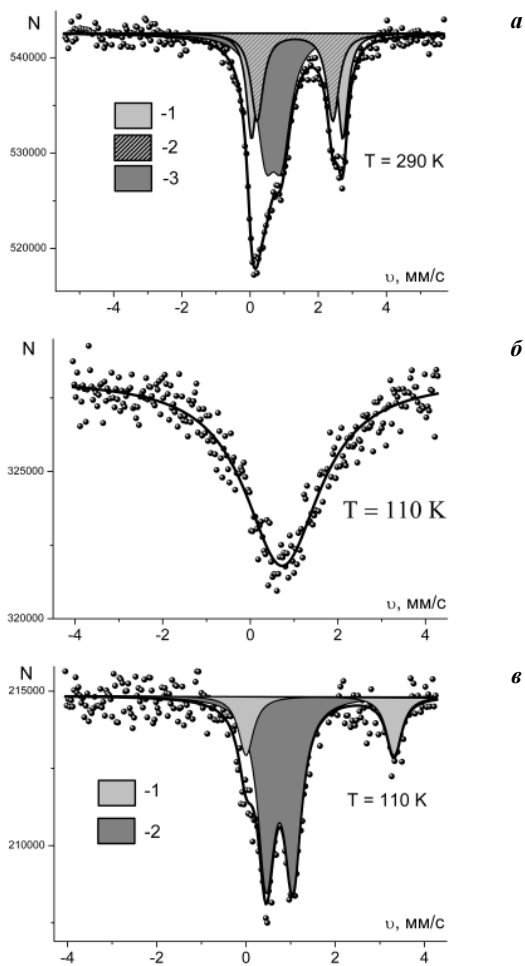 а
N
540000
530000
520000
-1
-2
-3
T = 290 K
υ, мм/с
-4 -2 0 2 4
б
N
325000
320000
T = 110 K
υ, мм/с
-4 -2 0 2 4
в
N
215000
210000
-1
-2
T = 110 K
υ, мм/с
-4 -2 0 2 4